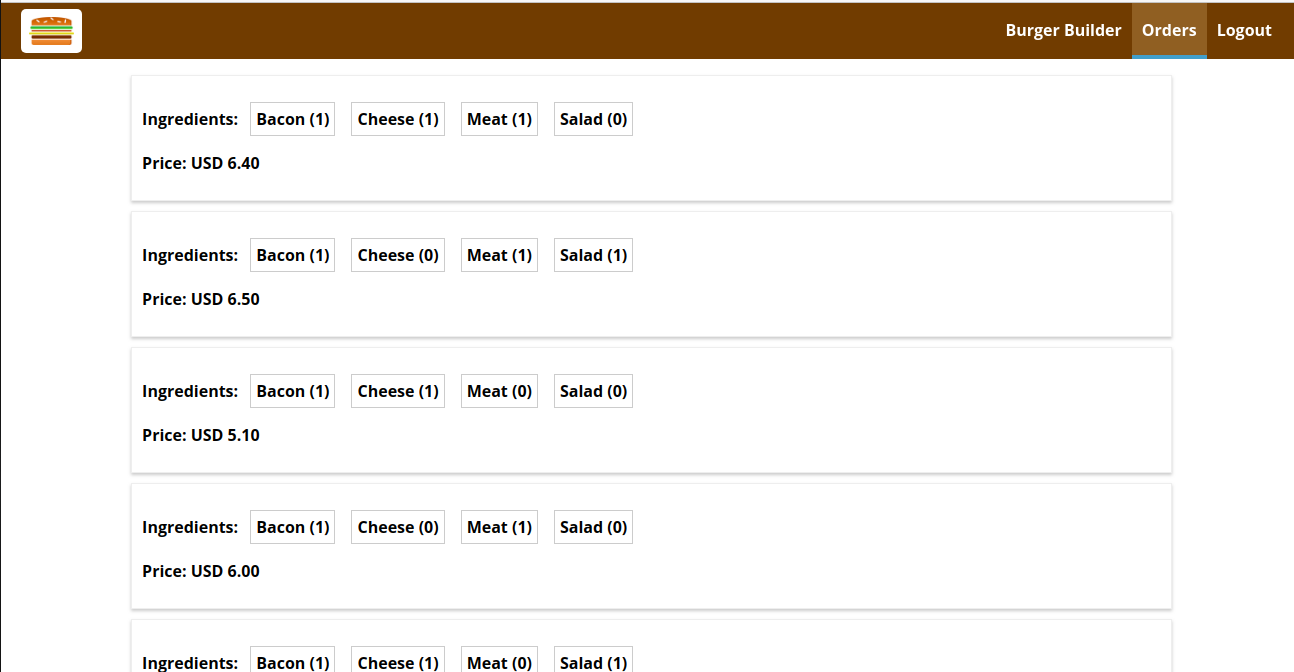 Burger Builder Orders Logout
Ingredients: Bacon (1) Cheese (1) Meat (1) Salad (0)
Price: USD 6.40
Ingredients: Bacon (1) Cheese (0) Meat (1) Salad (1)
Price: USD 6.50
Ingredients: Bacon (1) Cheese (1) Meat (0) Salad (0)
Price: USD 5.10
Ingredients: Bacon (1) Cheese (0) Meat (1) Salad (0)
Price: USD 6.00
Ingredients: Bacon (1) Cheese (1) Meat (0) Salad (1)